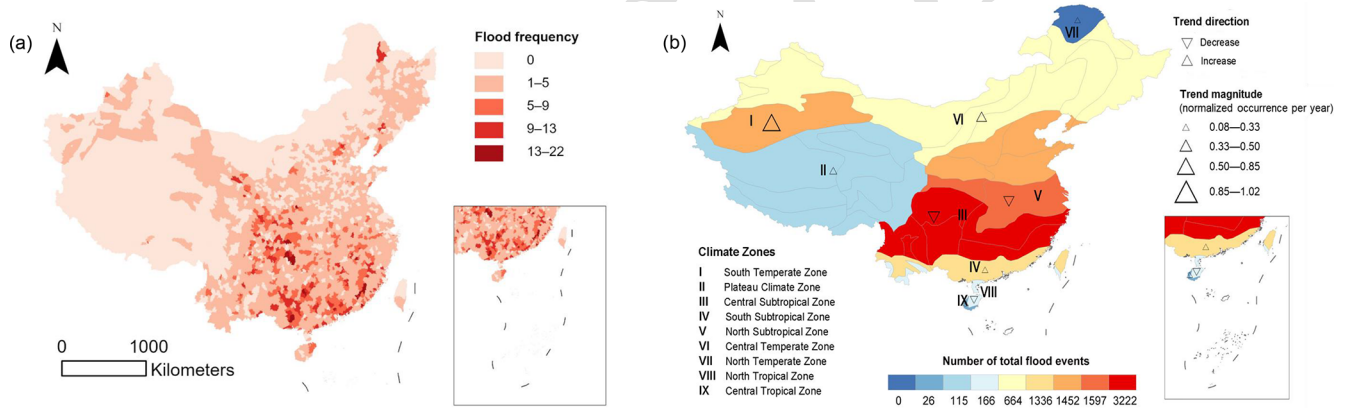 (a)
N
Flood frequency
0
1–5
5–9
9–13
13–22
0 1000
Kilometers
(b)
N
VII
I
VI
II
V
III
IV
VIII
IX
Trend direction
Decrease
Increase
Trend magnitude
(normalized occurrence per year)
0.08—0.33
0.33—0.50
0.50—0.85
0.85—1.02
Climate Zones
I South Temperate Zone
II Plateau Climate Zone
III Central Subtropical Zone
IV South Subtropical Zone
V North Subtropical Zone
VI Central Temperate Zone
VII North Temperate Zone
VIII North Tropical Zone
IX Central Tropical Zone
Number of total flood events
0 26 115 166 664 1336 1452 1597 3222